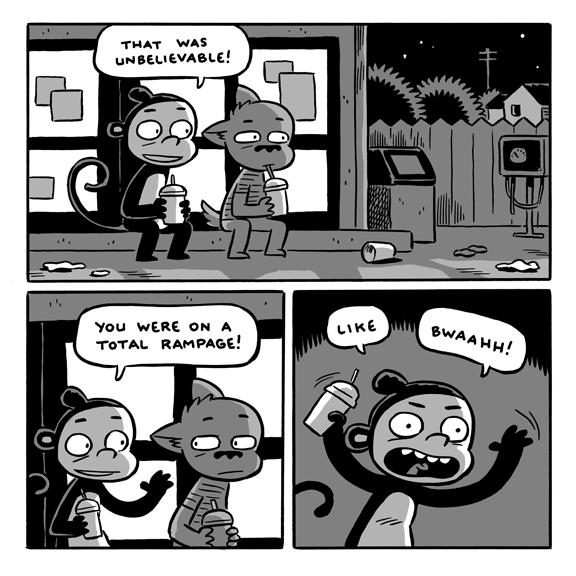 THAT WAS
UNBELIEVABLE!
YOU WERE ON A
TOTAL RAMPAGE!
LIKE
BWAAHH!